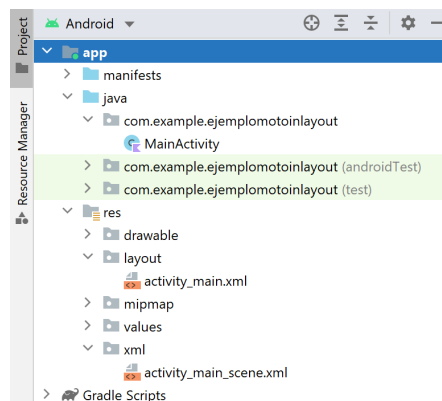 Project
Resource Manager
Android
app
manifests
java
com.example.ejemplomotoinlayout
MainActivity
com.example.ejemplomotoinlayout (androidTest)
com.example.ejemplomotoinlayout (test)
res
drawable
layout
activity_main.xml
mipmap
values
xml
activity_main_scene.xml
Gradle Scripts